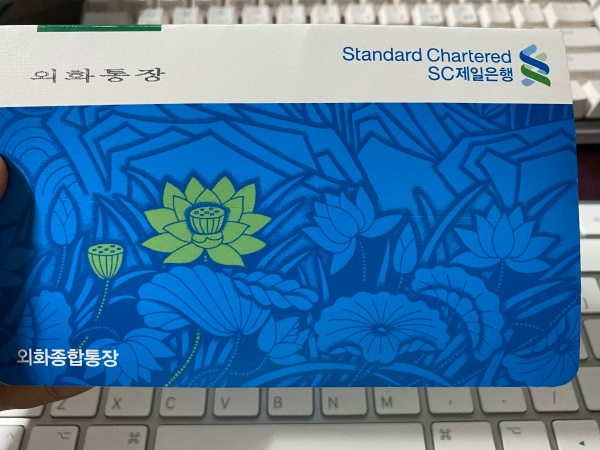 Standard Chartered
SC제일은행
외화통장
외화종합통장
Z X C V B N M , .
⌥ ⌘ ⌘ ⌥